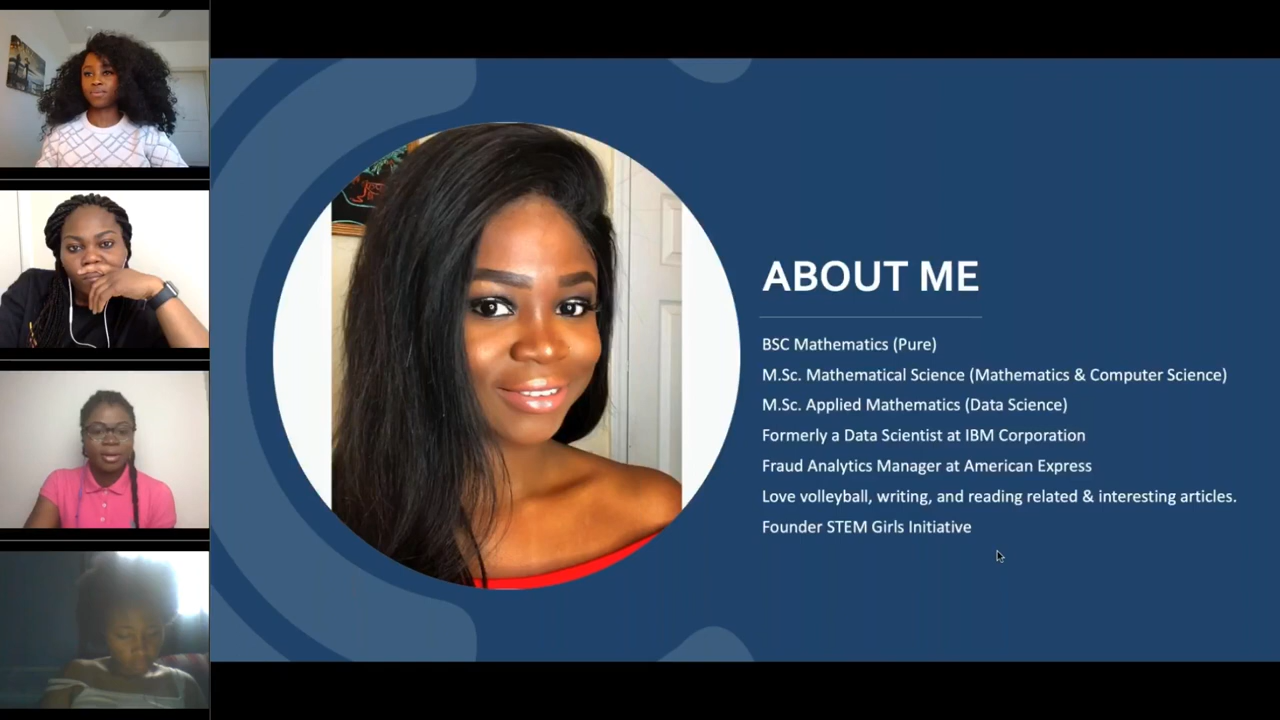 ABOUT ME
BSC Mathematics (Pure)
M.Sc. Mathematical Science (Mathematics & Computer Science)
M.Sc. Applied Mathematics (Data Science)
Formerly a Data Scientist at IBM Corporation
Fraud Analytics Manager at American Express
Love volleyball, writing, and reading related & interesting articles.
Founder STEM Girls Initiative